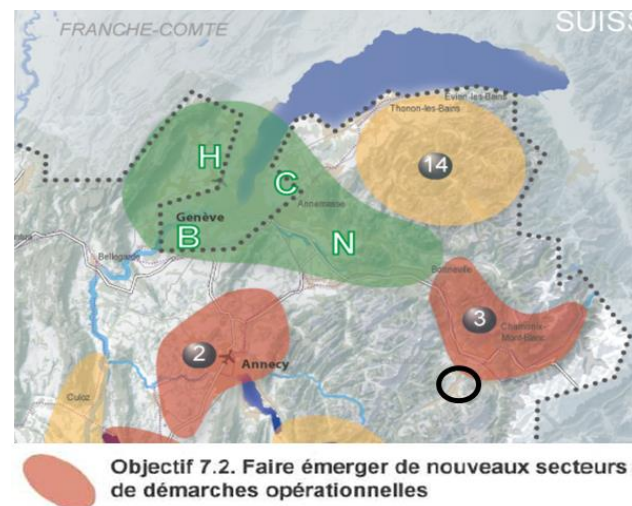 FRANCHE-COMTE
SUISS
Evian-les-Bains
Thonon-les-Bains
14
H
C
Annemasse
Genève
B
N
Bellegarde
Bonneville
3
Chamonix-
Mont-Blanc
2
Annecy
Culoz
Objectif 7.2. Faire émerger de nouveaux secteurs
de démarches opérationnelles